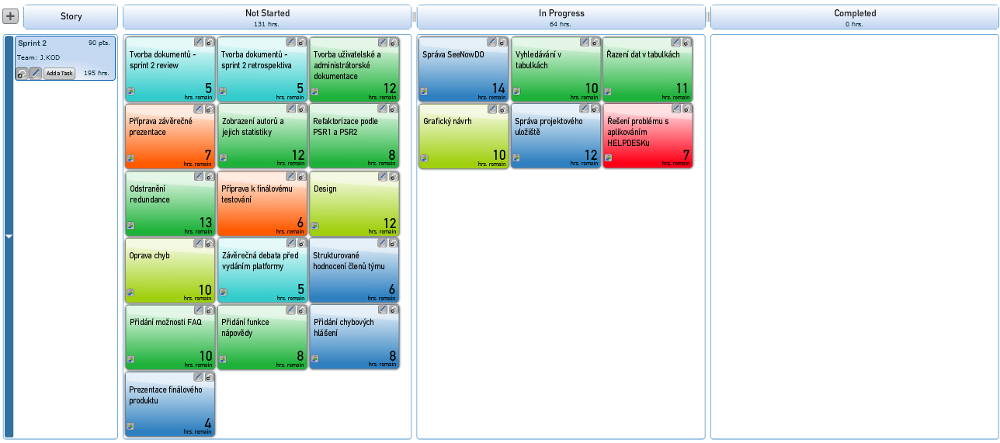 +
Story
Not Started
131 hrs.
In Progress
64 hrs.
Completed
0 hrs.
Sprint 2
90 pts.
Team: J.KOD
Add a Task
195 hrs.
Tvorba dokumentů -
sprint 2 review
5
hrs. remain
Tvorba dokumentů -
sprint 2 retrospektiva
5
hrs. remain
Tvorba uživatelské a
administrátorské
dokumentace
12
hrs. remain
Příprava závěrečné
prezentace
7
hrs. remain
Zobrazení autorů a
jejich statistiky
12
hrs. remain
Refaktorizace podle
PSR1 a PSR2
8
hrs. remain
Odstranění
redundance
13
hrs. remain
Příprava k finálovému
testování
6
hrs. remain
Design
12
hrs. remain
Oprava chyb
10
hrs. remain
Závěrečná debata před
vydáním platformy
5
hrs. remain
Strukturované
hodnocení členů týmu
6
hrs. remain
Přidání možnosti FAQ
10
hrs. remain
Přidání funkce
nápovědy
8
hrs. remain
Přidání chybových
hlášení
8
hrs. remain
Prezentace finálového
produktu
4
hrs. remain
Správa SeeNowDO
14
hrs. remain
Vyhledávání v
tabulkách
10
hrs. remain
Řazení dat v tabulkách
11
hrs. remain
Grafický návrh
10
hrs. remain
Správa projektového
uložiště
12
hrs. remain
Řešení problému s
aplikováním
HELPDESKu
7
hrs. remain